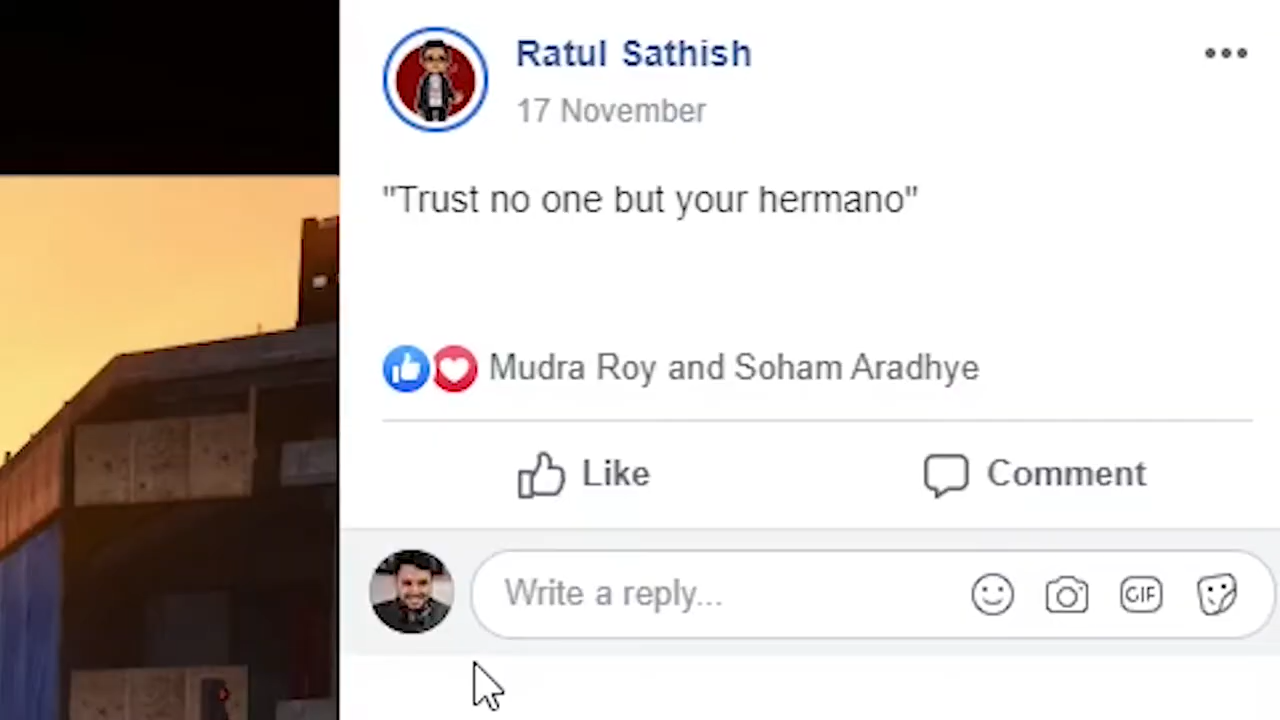 Ratul Sathish
17 November
"Trust no one but your hermano"
Mudra Roy and Soham Aradhye
Like
Comment
Write a reply...
GIF